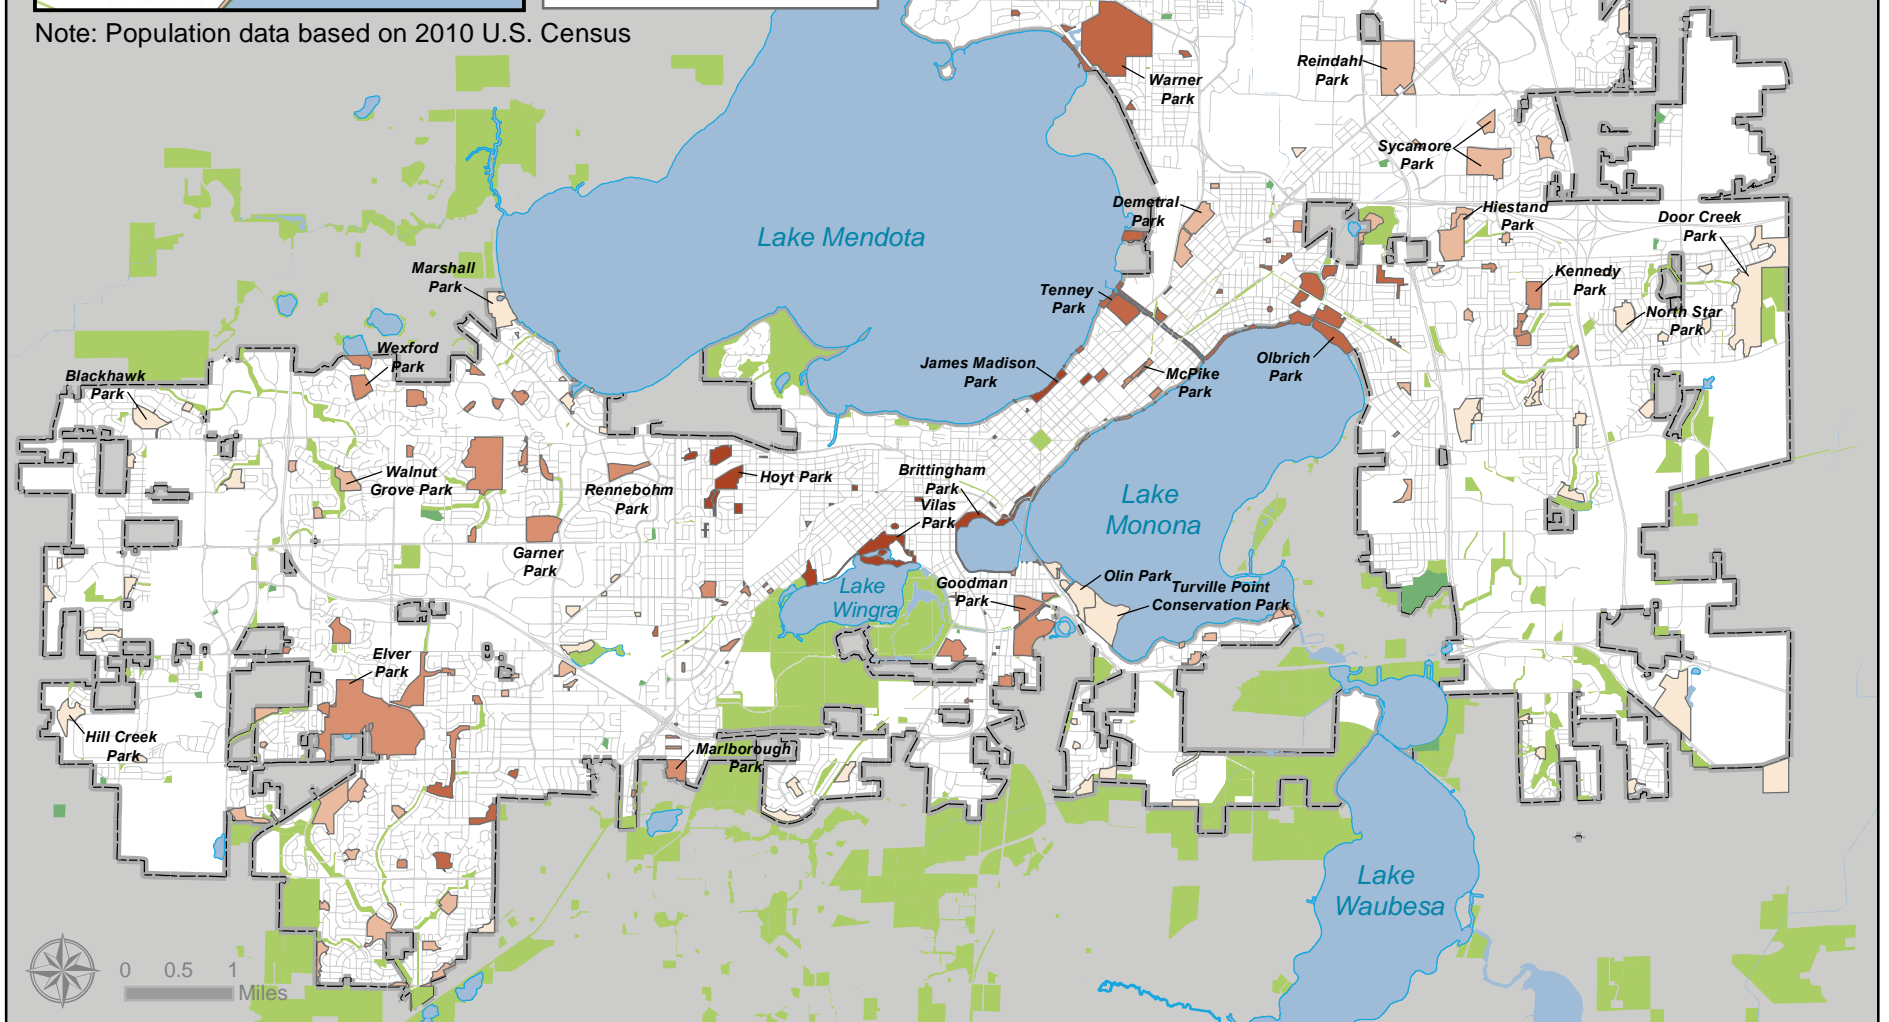 Note: Population data based on 2010 U.S. Census
Warner
Park
Reindahl
Park
Sycamore
Park
Demetral
Park
Hiestand
Park
Door Creek
Park
Lake Mendota
Marshall
Park
Kennedy
Park
Tenney
Park
North Star
Park
Wexford
Park
James Madison
Park
McPike
Park
Olbrich
Park
Blackhawk
Park
Walnut
Grove Park
Rennebohm
Park
Hoyt Park
Brittingham
Park
Vilas
Park
Lake
Monona
Garner
Park
Lake
Wingra
Goodman
Park
Olin Park
Turville Point
Conservation Park
Elver
Park
Hill Creek
Park
Marlborough
Park
Lake
Waubesa
0 0.5 1
Miles